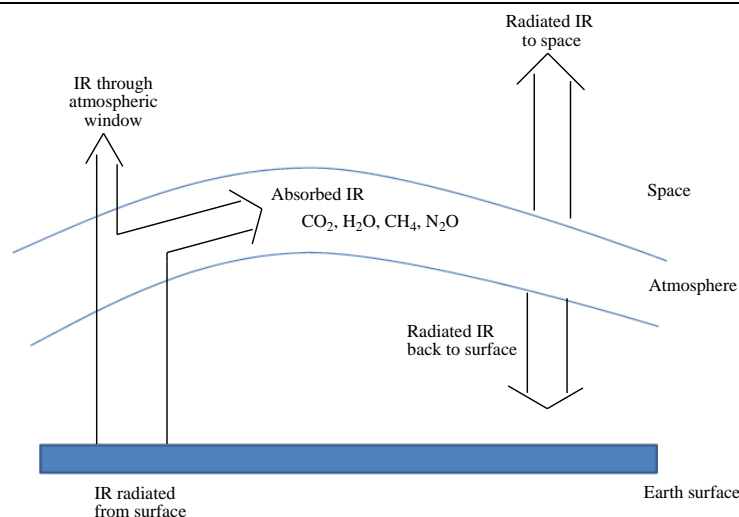 Radiated IR
to space
IR through
atmospheric
window
Absorbed IR
CO₂, H₂O, CH₄, N₂O
Space
Atmosphere
Radiated IR
back to surface
IR radiated
from surface
Earth surface